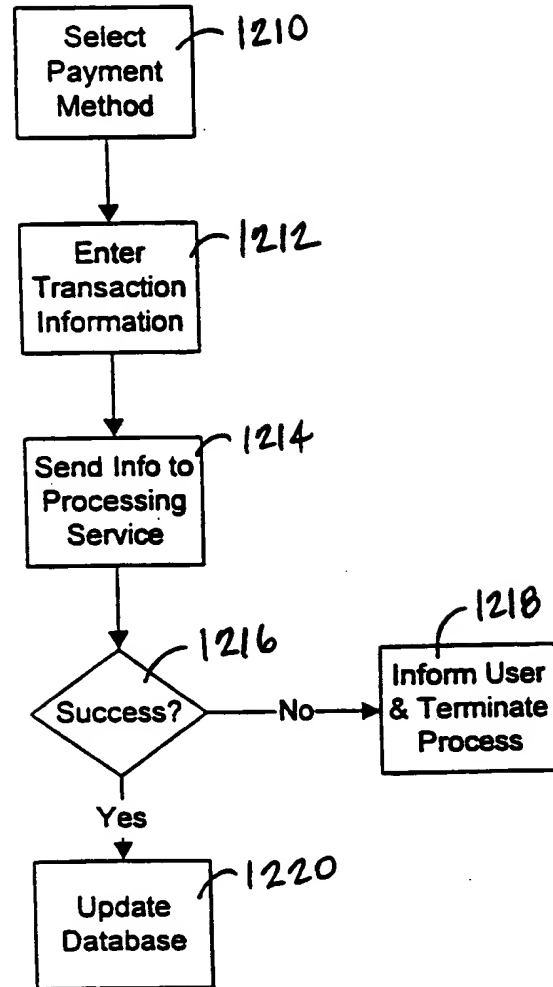 Select
Payment
Method
1210
Enter
Transaction
Information
1212
Send Info to
Processing
Service
1214
Success?
1216
No
Inform User
& Terminate
Process
1218
Yes
Update
Database
1220